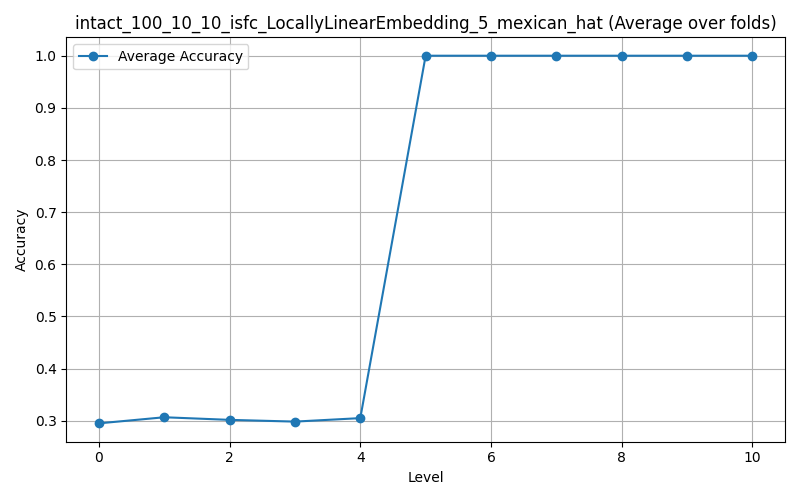 intact_100_10_10_isfc_LocallyLinearEmbedding_5_mexican_hat (Average over folds)
Average Accuracy
1.0
0.9
0.8
0.7
0.6
0.5
0.4
0.3
Accuracy
0 2 4 6 8 10
Level